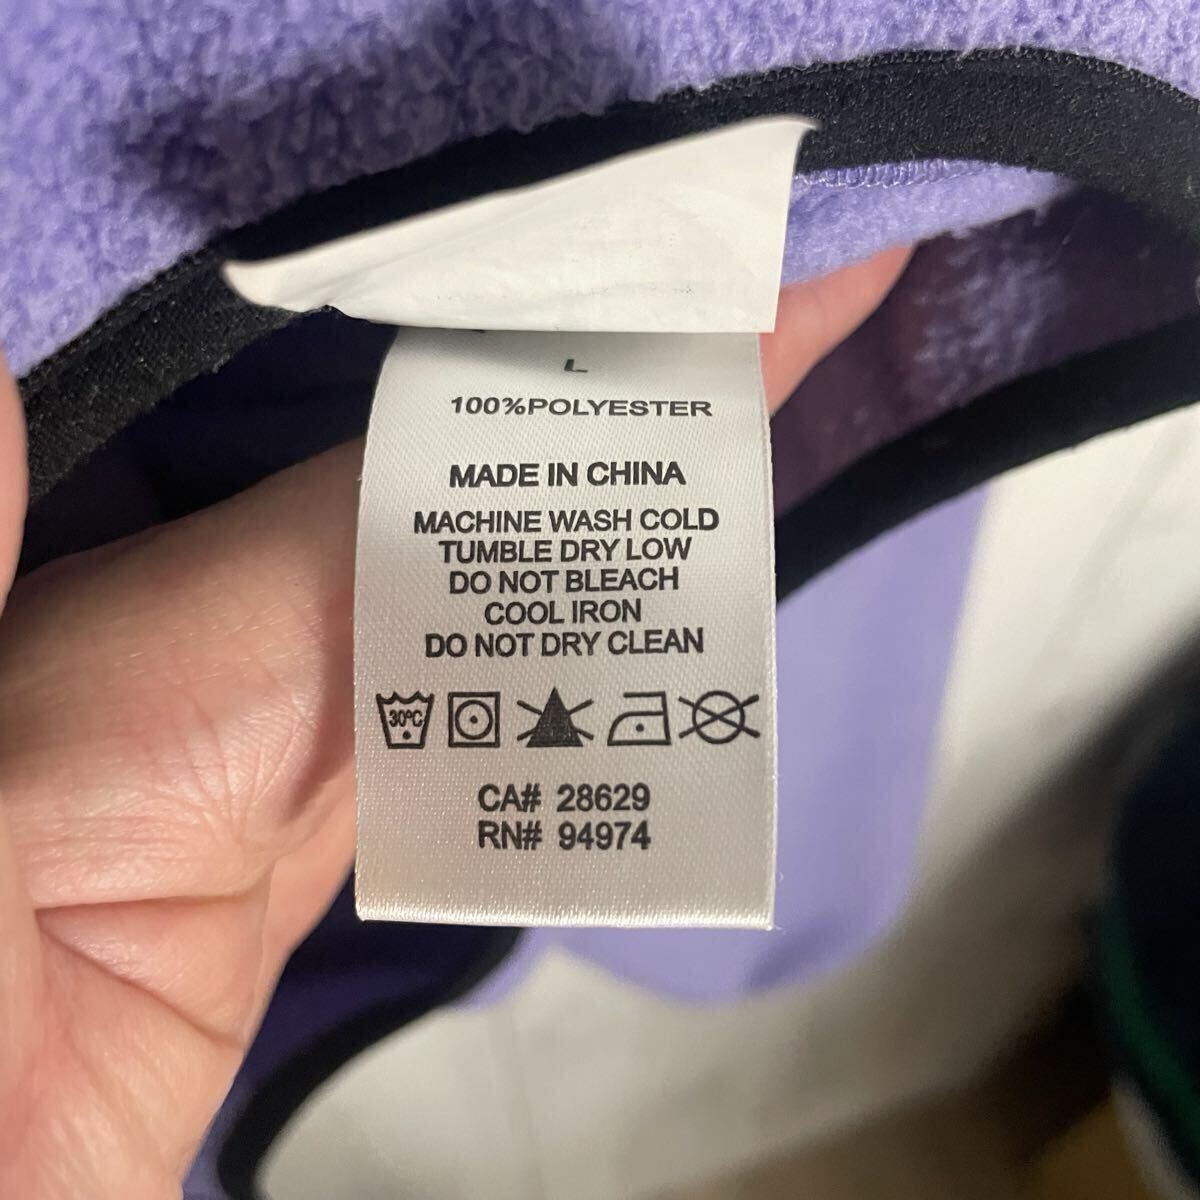 L
100%POLYESTER
MADE IN CHINA
MACHINE WASH COLD
TUMBLE DRY LOW
DO NOT BLEACH
COOL IRON
DO NOT DRY CLEAN
30°C
CA# 28629
RN# 94974